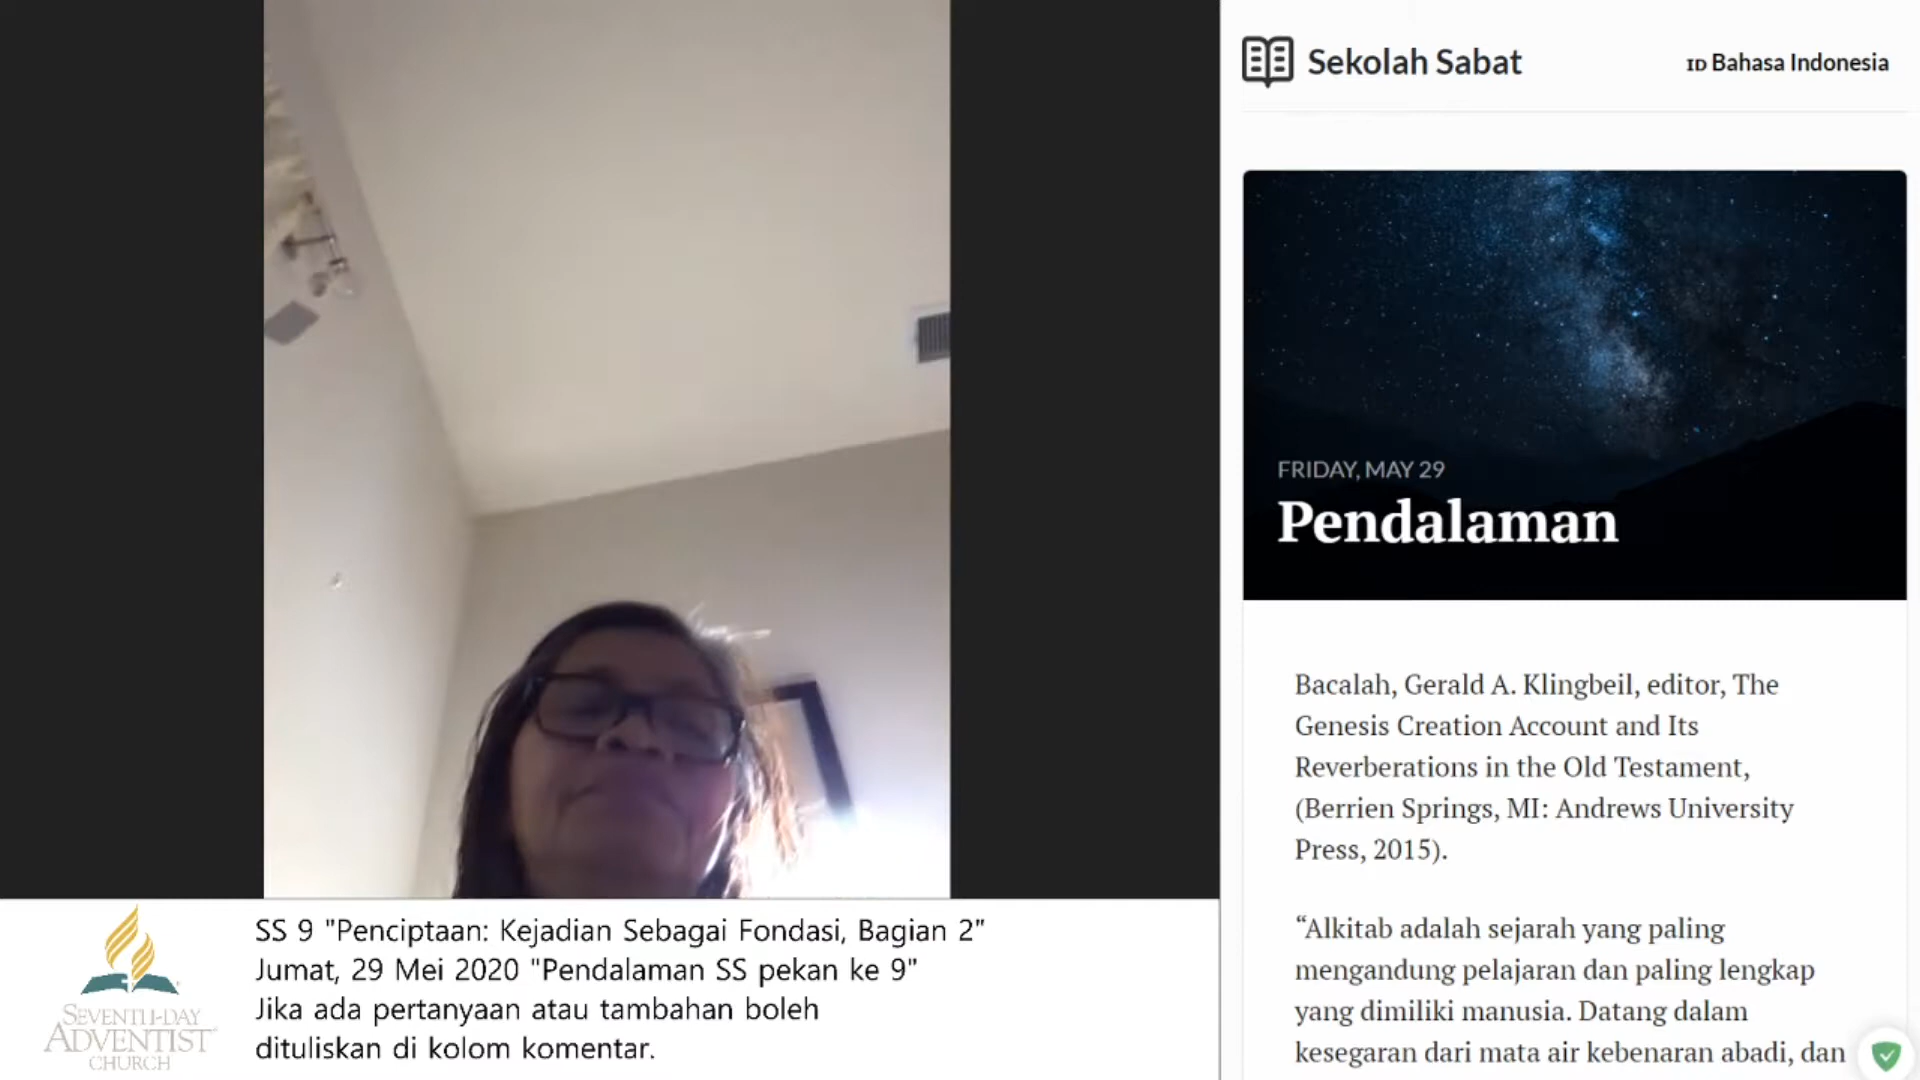 Sekolah Sabat
ID Bahasa Indonesia
FRIDAY, MAY 29
Pendalaman
Bacalah, Gerald A. Klingbeil, editor, The
Genesis Creation Account and Its
Reverberations in the Old Testament,
(Berrien Springs, MI: Andrews University
Press, 2015).
“Alkitab adalah sejarah yang paling
mengandung pelajaran dan paling lengkap
yang dimiliki manusia. Datang dalam
kesegaran dari mata air kebenaran abadi, dan
SS 9 "Penciptaan: Kejadian Sebagai Fondasi, Bagian 2"
Jumat, 29 Mei 2020 "Pendalaman SS pekan ke 9"
Jika ada pertanyaan atau tambahan boleh
dituliskan di kolom komentar.
SEVENTH-DAY
ADVENTIST
CHURCH